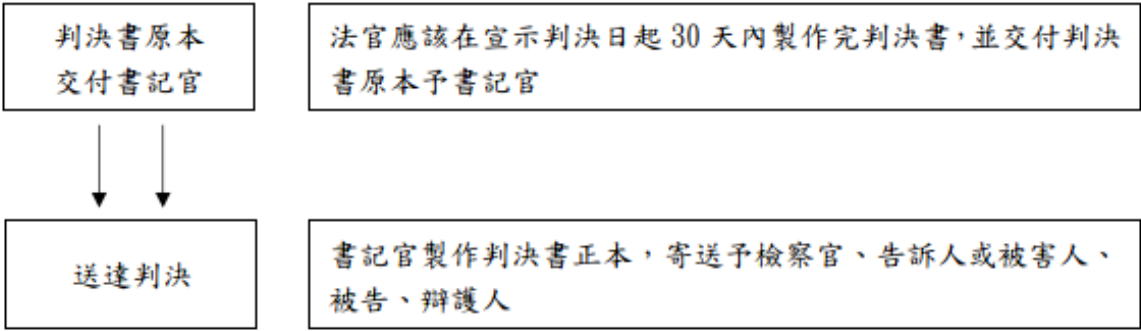 判決書原本
交付書記官
法官應該在宣示判決日起 30 天內製作完判決書,並交付判決
書原本予書記官
送達判決
書記官製作判決書正本,寄送予檢察官、告訴人或被害人、
被告、辯護人